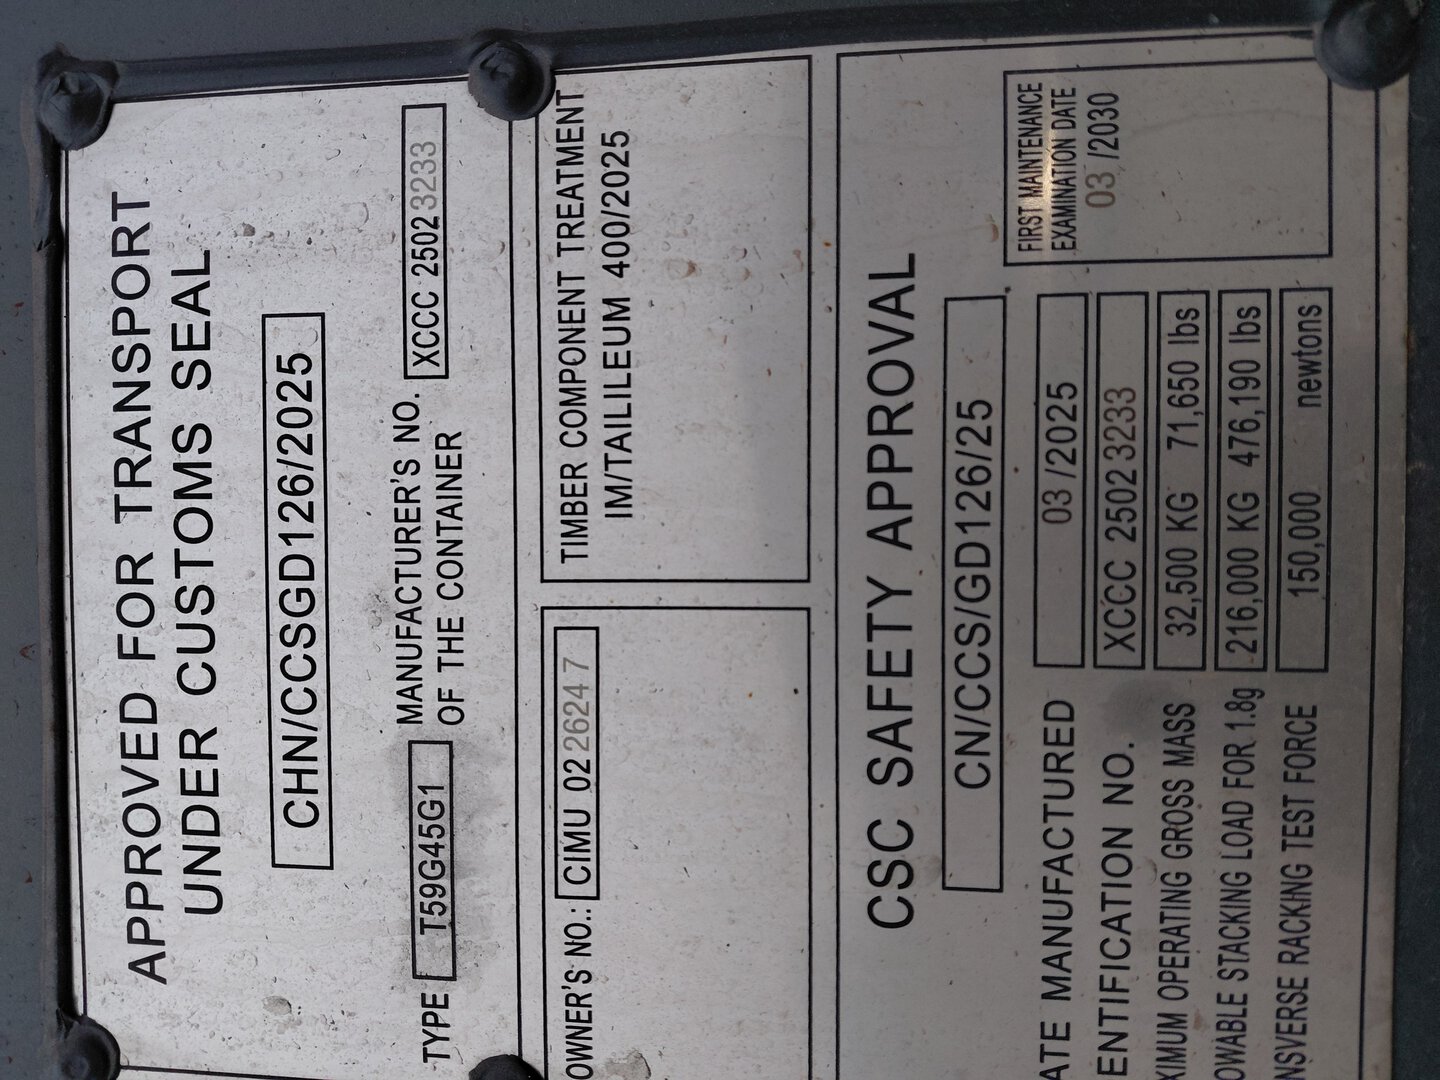 APPROVED FOR TRANSPORT
UNDER CUSTOMS SEAL
CHN/CCSGD126/2025
TYPE T59G45G1 MANUFACTURER'S NO.
OF THE CONTAINER XCCC 2502 3233
OWNER'S NO.: CIMU 02 2624 7
TIMBER COMPONENT TREATMENT
IM/TAILILEUM 400/2025
CSC SAFETY APPROVAL
CN/CCS/GD126/25
ATE MANUFACTURED 03 /2025
ENTIFICATION NO. XCCC 2502 3233
XIMUM OPERATING GROSS MASS 32,500 KG 71,650 lbs
OWABLE STACKING LOAD FOR 1.8g 216,000 KG 476,190 lbs
NSVERSE RACKING TEST FORCE 150,000 newtons
FIRST MAINTENANCE
EXAMINATION DATE
03 /2030